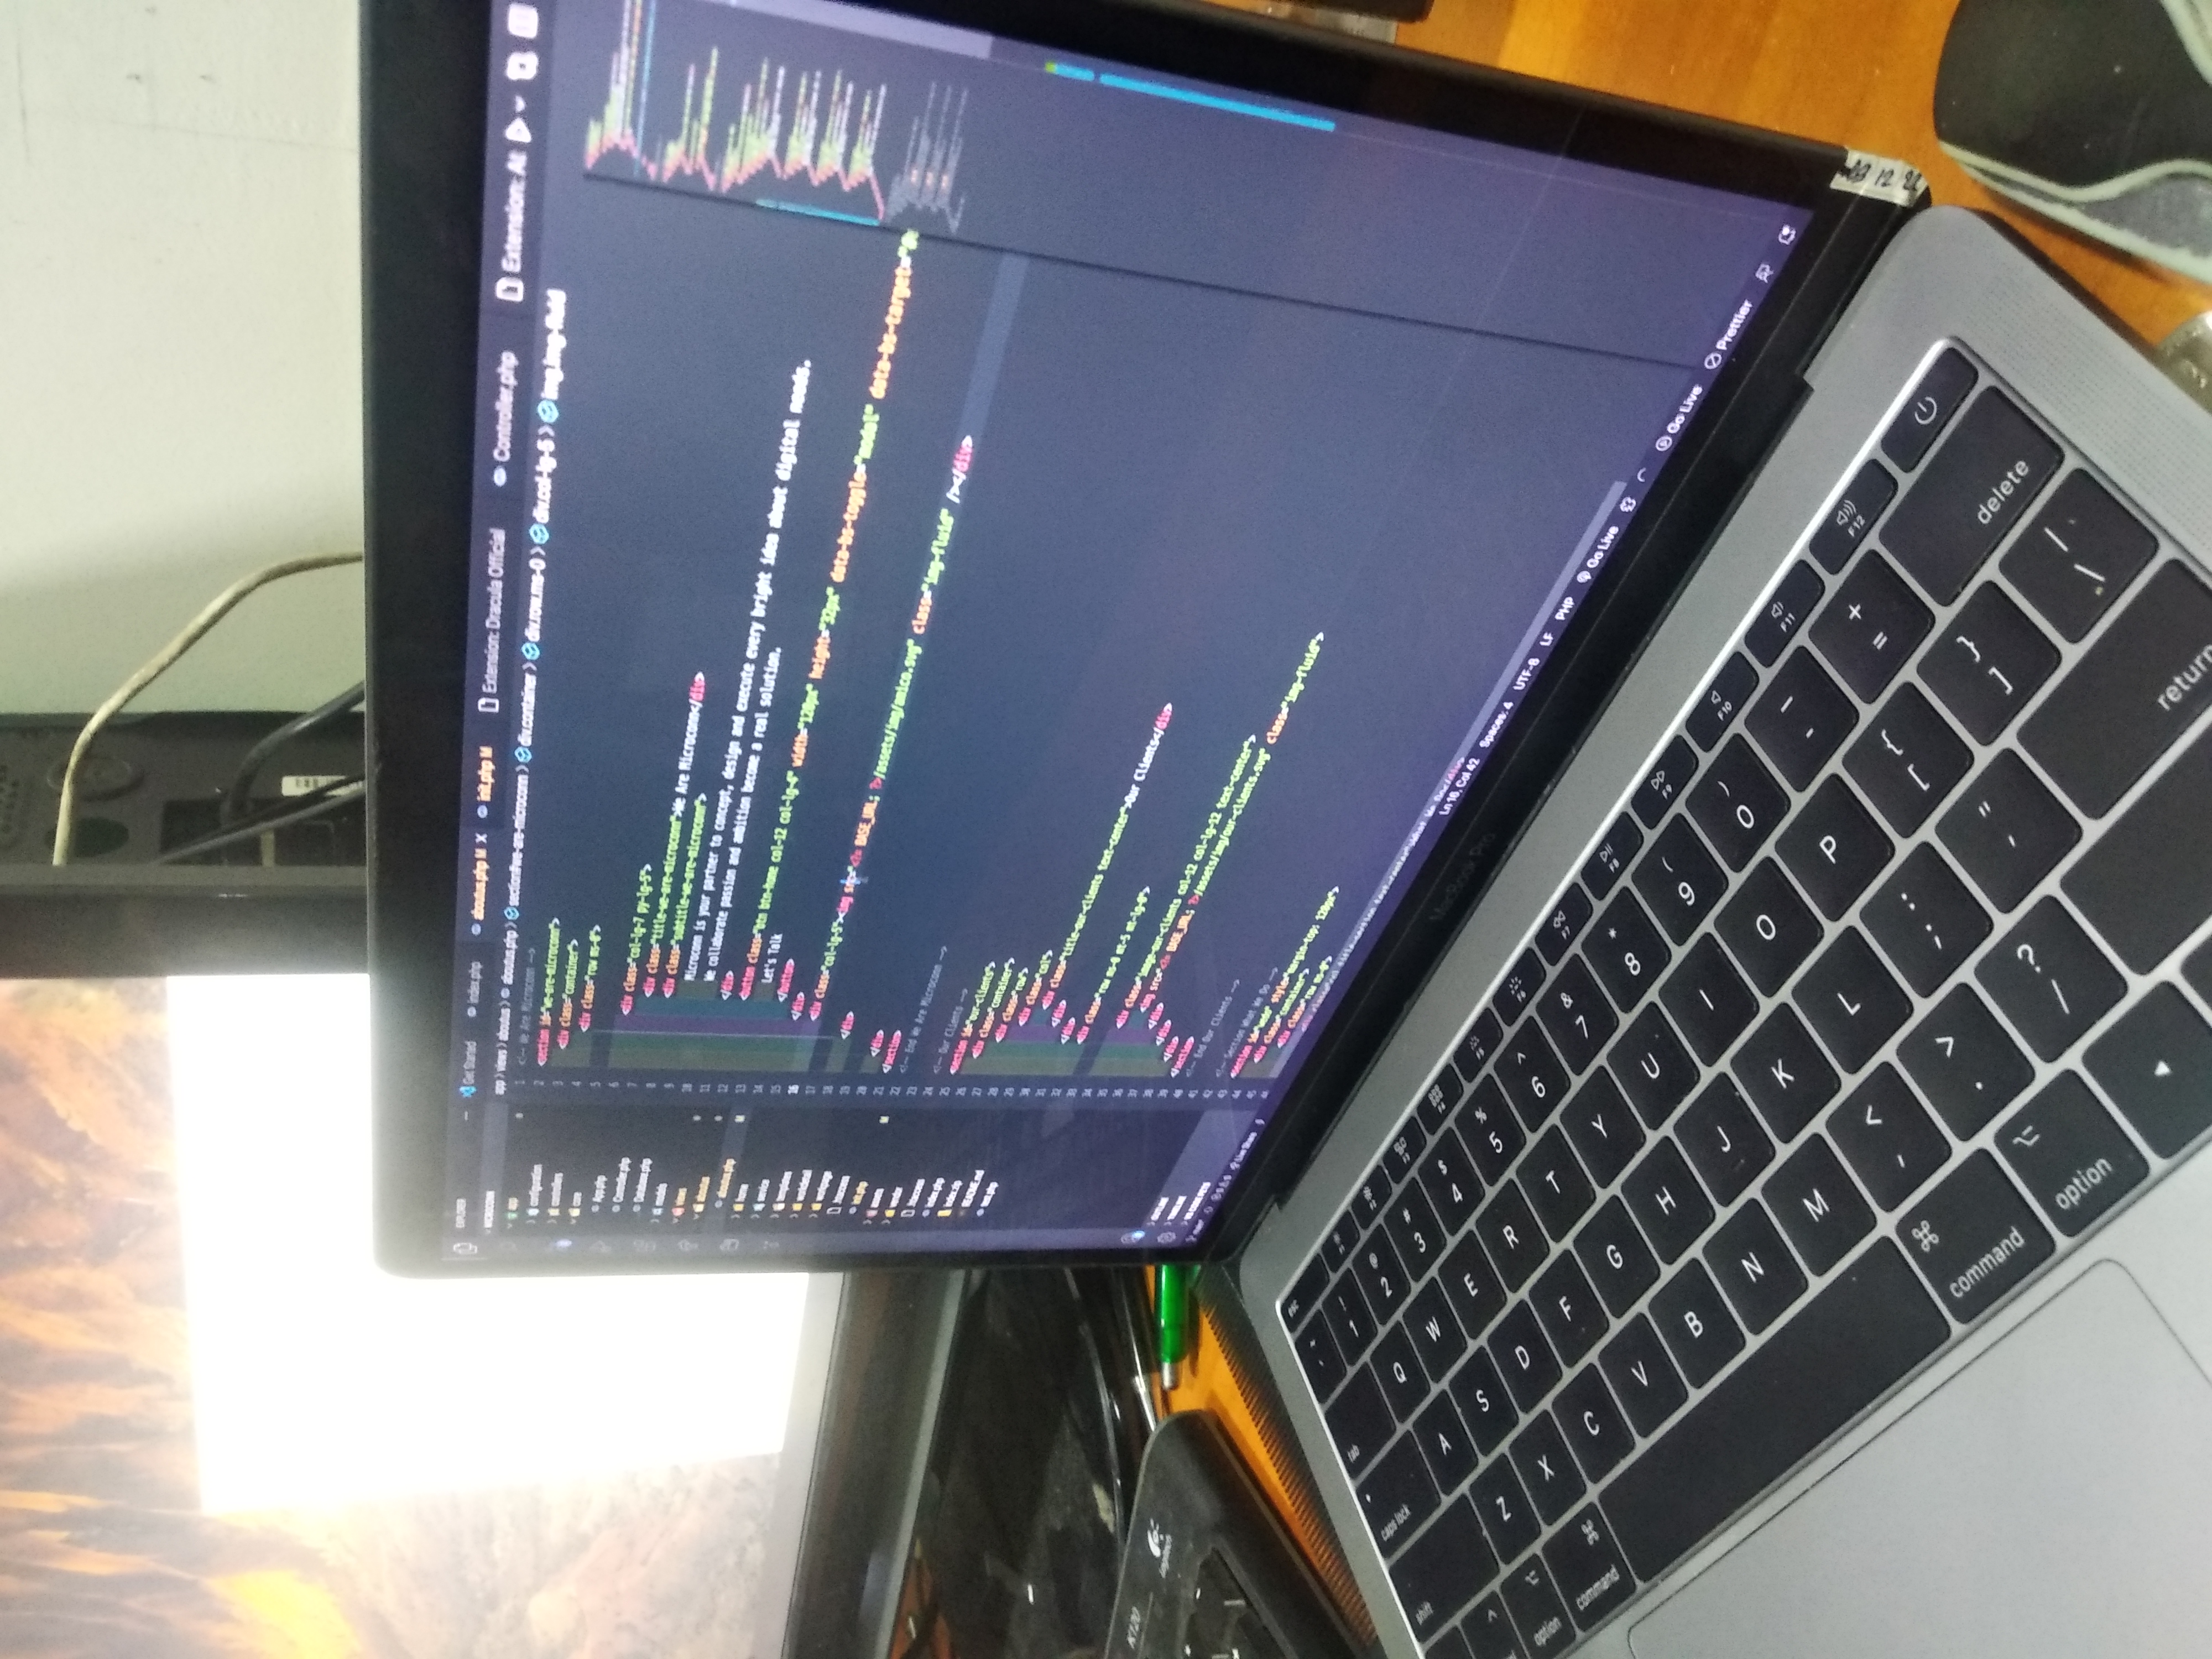 EXPLORER
Get Started
index.php
aboutus.php M X
init.php M
Extension: Dracula Official
Controller.php
Extension: At
MICROCONN
app > views > aboutus > aboutus.php > section#we-are-microconn > div.container > div.row.ms-0 > div.col-lg-5 > img.img-fluid
app
configuration
controllers
core
App.php
Controller.php
Database.php
models
views
aboutus
aboutus.php M
home
service
templates
workdetail
workpage
.htaccess
init.php M
assets
vendor
.htaccess
index.php
index.zip
README.md
test.php
OUTLINE
TIMELINE
<!-- We Are Microconn -->
<section id="we-are-microconn">
<div class="container">
<div class="row ms-0">
<div class="col-lg-7 py-lg-5">
<div class="title-we-are-microconn">We Are Microconn</div>
<div class="subtitle-we-are-microconn">
Microconn is your partner to concept, design and execute every bright idea about digital needs.
We collaborate passion and ambition become a real solution.
</div>
<button class="btn btn-home col-12 col-lg-4" width="120px" height="32px" data-bs-toggle="modal" data-bs-target="#
Let's Talk
</button>
</div>
<div class="col-lg-5"><img src="<?= BASE_URL; ?>/assets/img/amico.svg" class="img-fluid" /></div>
</div>
</div>
</section>
<!-- End We Are Microconn -->
<!-- Our Clients -->
<section id="our-clients">
<div class="container">
<div class="row">
<div class="col">
<div class="title-our-clients text-center">Our Clients</div>
</div>
</div>
<div class="row ms-0 mt-5 mt-lg-0">
<div class="image-our-clients col-12 col-lg-12 text-center">
<img src="<?= BASE_URL; ?>/assets/img/our-clients.svg" class="img-fluid">
</div>
</div>
</div>
</section>
<!-- End Our Clients -->
<!-- Section What We Do -->
<section id="wedo" style="margin-top: 120px">
<div class="container">
<div class="row ms-0">
Live Share
Ln 16, Col 42
Spaces: 4
UTF-8
LF
PHP
Go Live
Go Live
Prettier
MacBook Pro
K120
Logitech
esc
F4
F5
F6
F7
F8
F9
F10
F11
F12
~ ! 1 @ 2 # 3 $ 4 % 5 ^ 6 & 7 * 8 ( 9 ) 0 _ - + = delete
tab Q W E R T Y U I O P { [ } ] | \
caps lock A S D F G H J K L : ; " ' return
shift Z X C V B N M < , > . ? /
option command command option